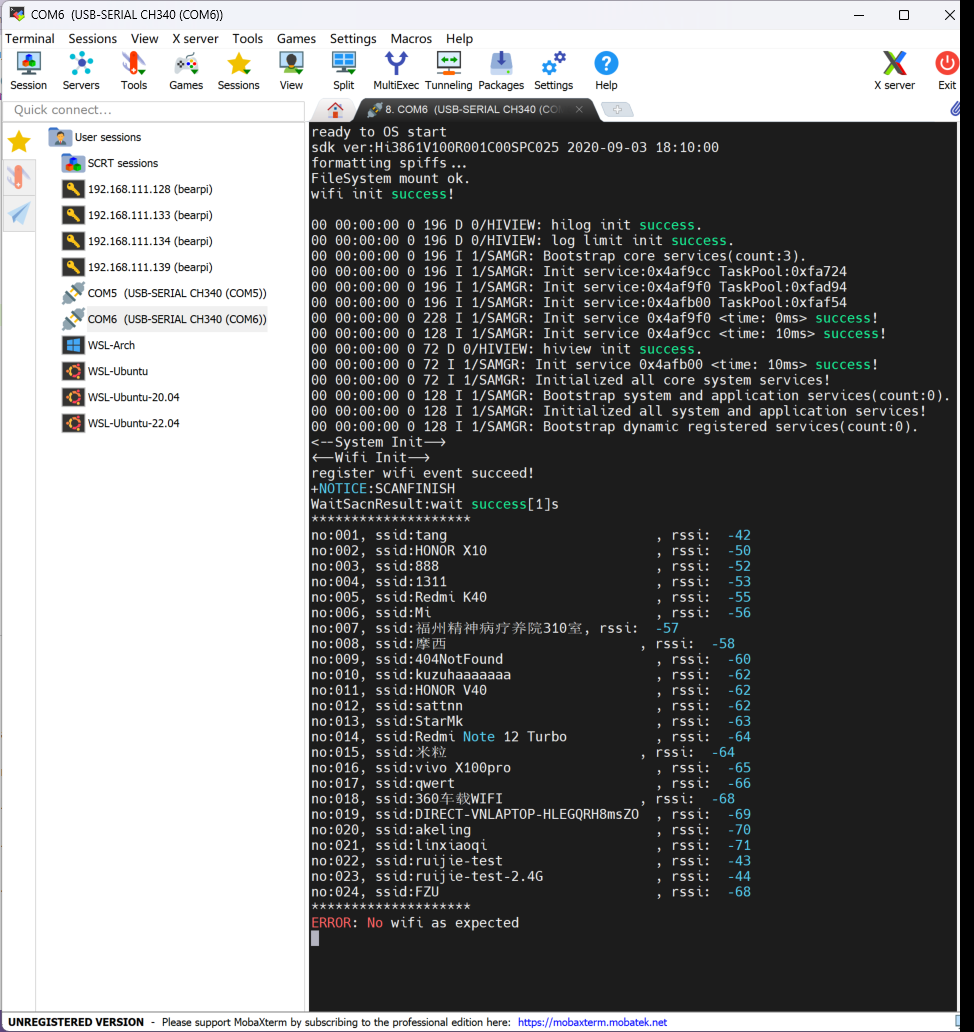 COM6 (USB-SERIAL CH340 (COM6))
Terminal Sessions View X server Tools Games Settings Macros Help
Session Servers Tools Games Sessions View Split MultiExec Tunneling Packages Settings Help X server Exit
Quick connect...
8. COM6 (USB-SERIAL CH340 (CO
User sessions
SCRT sessions
192.168.111.128 (bearpi)
192.168.111.133 (bearpi)
192.168.111.134 (bearpi)
192.168.111.139 (bearpi)
COM5 (USB-SERIAL CH340 (COM5))
COM6 (USB-SERIAL CH340 (COM6))
WSL-Arch
WSL-Ubuntu
WSL-Ubuntu-20.04
WSL-Ubuntu-22.04
ready to OS start
sdk ver:Hi3861V100R001C00SPC025 2020-09-03 18:10:00
formatting spiffs...
FileSystem mount ok.
wifi init success!
00 00:00:00 0 196 D 0/HIVIEW: hilog init success.
00 00:00:00 0 196 D 0/HIVIEW: log limit init success.
00 00:00:00 0 196 I 1/SAMGR: Bootstrap core services(count:3).
00 00:00:00 0 196 I 1/SAMGR: Init service:0x4af9cc TaskPool:0xfa724
00 00:00:00 0 196 I 1/SAMGR: Init service:0x4af9f0 TaskPool:0xfad94
00 00:00:00 0 196 I 1/SAMGR: Init service:0x4afb00 TaskPool:0xfaf54
00 00:00:00 0 228 I 1/SAMGR: Init service 0x4af9f0 <time: 0ms> success!
00 00:00:00 0 128 I 1/SAMGR: Init service 0x4af9cc <time: 10ms> success!
00 00:00:00 0 72 D 0/HIVIEW: hiview init success.
00 00:00:00 0 72 I 1/SAMGR: Init service 0x4afb00 <time: 10ms> success!
00 00:00:00 0 72 I 1/SAMGR: Initialized all core system services!
00 00:00:00 0 128 I 1/SAMGR: Bootstrap system and application services(count:0).
00 00:00:00 0 128 I 1/SAMGR: Initialized all system and application services!
00 00:00:00 0 128 I 1/SAMGR: Bootstrap dynamic registered services(count:0).
<--System Init-->
<--Wifi Init-->
register wifi event succeed!
+NOTICE:SCANFINISH
WaitSacnResult:wait success[1]s
********************
no:001, ssid:tang , rssi: -42
no:002, ssid:HONOR X10 , rssi: -50
no:003, ssid:888 , rssi: -52
no:004, ssid:1311 , rssi: -53
no:005, ssid:Redmi K40 , rssi: -55
no:006, ssid:Mi , rssi: -56
no:007, ssid:福州精神病疗养院310室, rssi: -57
no:008, ssid:摩西 , rssi: -58
no:009, ssid:404NotFound , rssi: -60
no:010, ssid:kuzuhaaaaaaa , rssi: -62
no:011, ssid:HONOR V40 , rssi: -62
no:012, ssid:sattnn , rssi: -62
no:013, ssid:StarMk , rssi: -63
no:014, ssid:Redmi Note 12 Turbo , rssi: -64
no:015, ssid:米粒 , rssi: -64
no:016, ssid:vivo X100pro , rssi: -65
no:017, ssid:qwert , rssi: -66
no:018, ssid:360车载WIFI , rssi: -68
no:019, ssid:DIRECT-VNLAPTOP-HLEGQRH8msZO , rssi: -69
no:020, ssid:akeling , rssi: -70
no:021, ssid:linxiaoqi , rssi: -71
no:022, ssid:ruijie-test , rssi: -43
no:023, ssid:ruijie-test-2.4G , rssi: -44
no:024, ssid:FZU , rssi: -68
********************
ERROR: No wifi as expected
UNREGISTERED VERSION - Please support MobaXterm by subscribing to the professional edition here: https://mobaxterm.mobatek.net